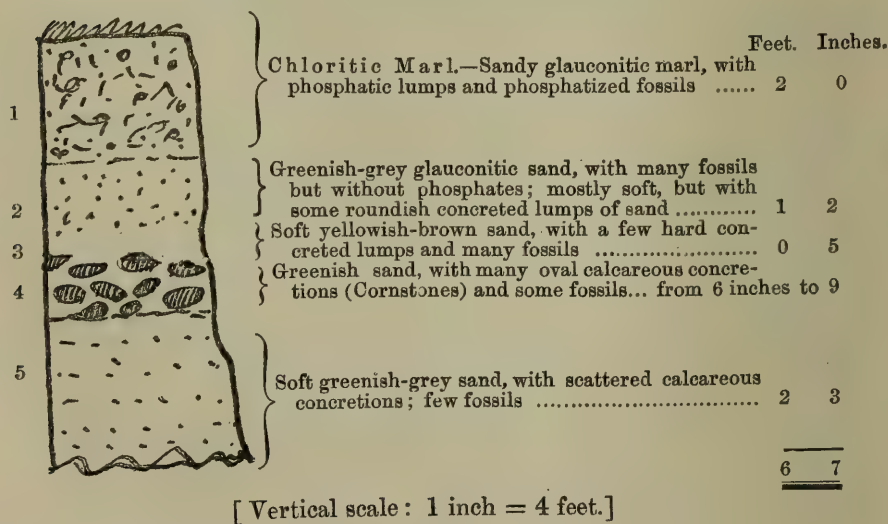 Feet. Inches.
1
Chloritic Marl.—Sandy glauconitic marl, with
phosphatic lumps and phosphatized fossils ...... 2 0
2
Greenish-grey glauconitic sand, with many fossils
but without phosphates; mostly soft, but with
some roundish concreted lumps of sand ............ 1 2
3
Soft yellowish-brown sand, with a few hard con-
creted lumps and many fossils ........................ 0 5
4
Greenish sand, with many oval calcareous concre-
tions (Cornstones) and some fossils... from 6 inches to 9
5
Soft greenish-grey sand, with scattered calcareous
concretions; few fossils .................................. 2 3
6 7
[Vertical scale: 1 inch = 4 feet.]